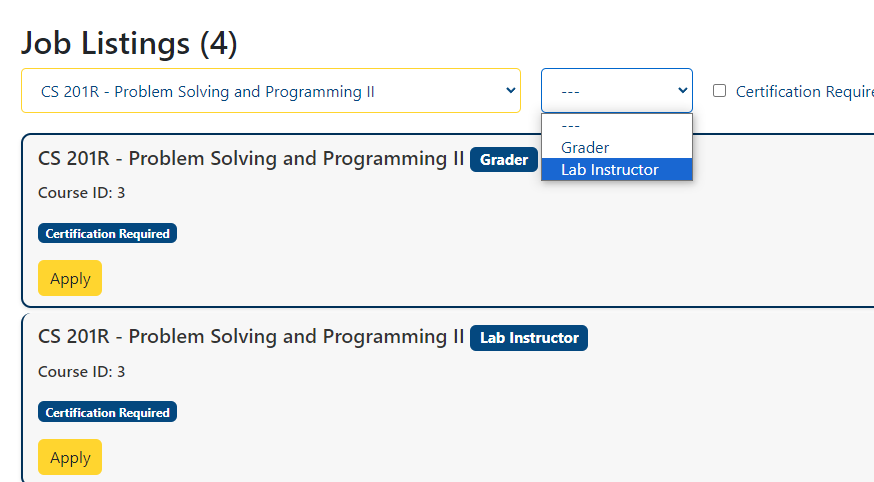 Job Listings (4)
CS 201R - Problem Solving and Programming II
---
Certification Require
---
Grader
Lab Instructor
CS 201R - Problem Solving and Programming II Grader
Course ID: 3
Certification Required
Apply
CS 201R - Problem Solving and Programming II Lab Instructor
Course ID: 3
Certification Required
Apply